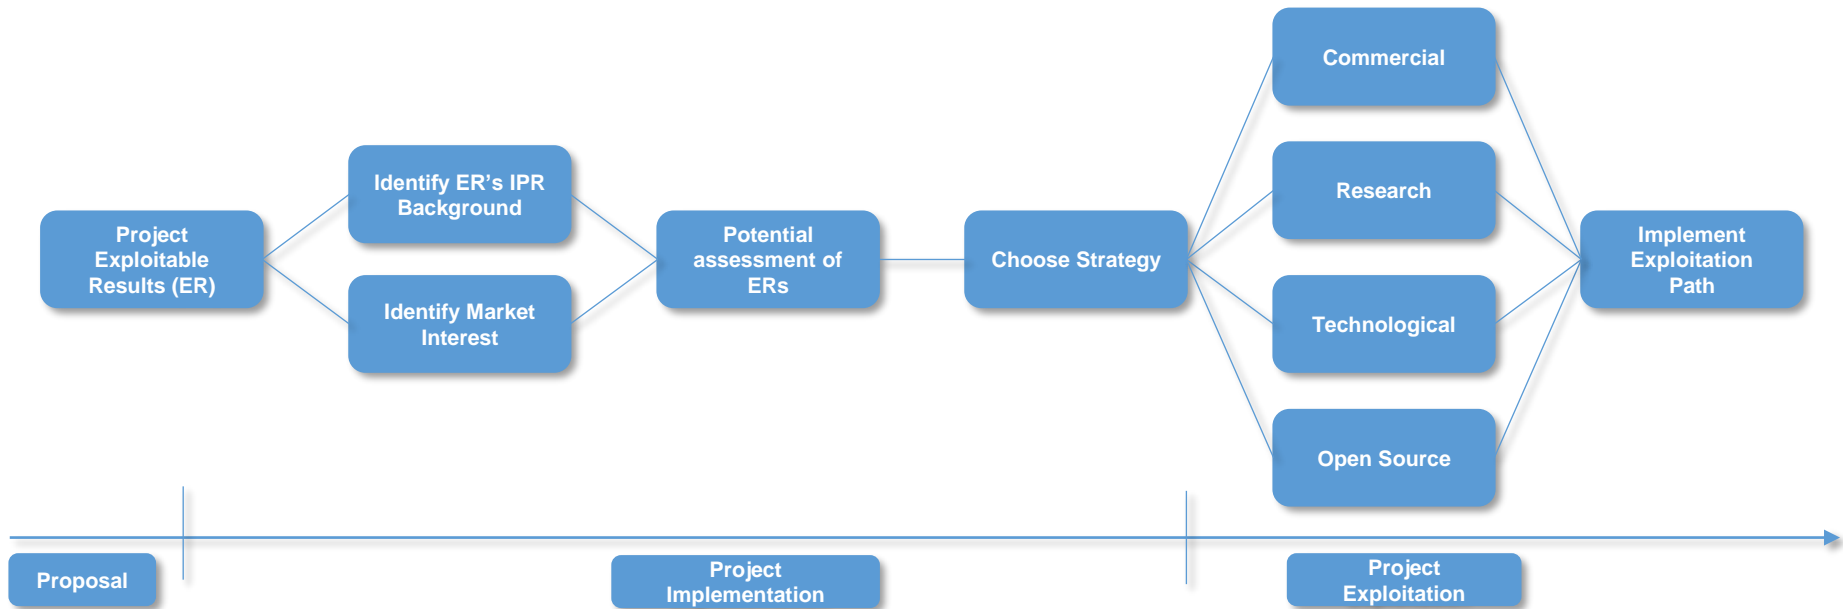 Project
Exploitable
Results (ER)
Identify ER’s IPR
Background
Identify Market
Interest
Potential
assessment of
ERs
Choose Strategy
Commercial
Research
Technological
Open Source
Implement
Exploitation
Path
Proposal
Project
Implementation
Project
Exploitation